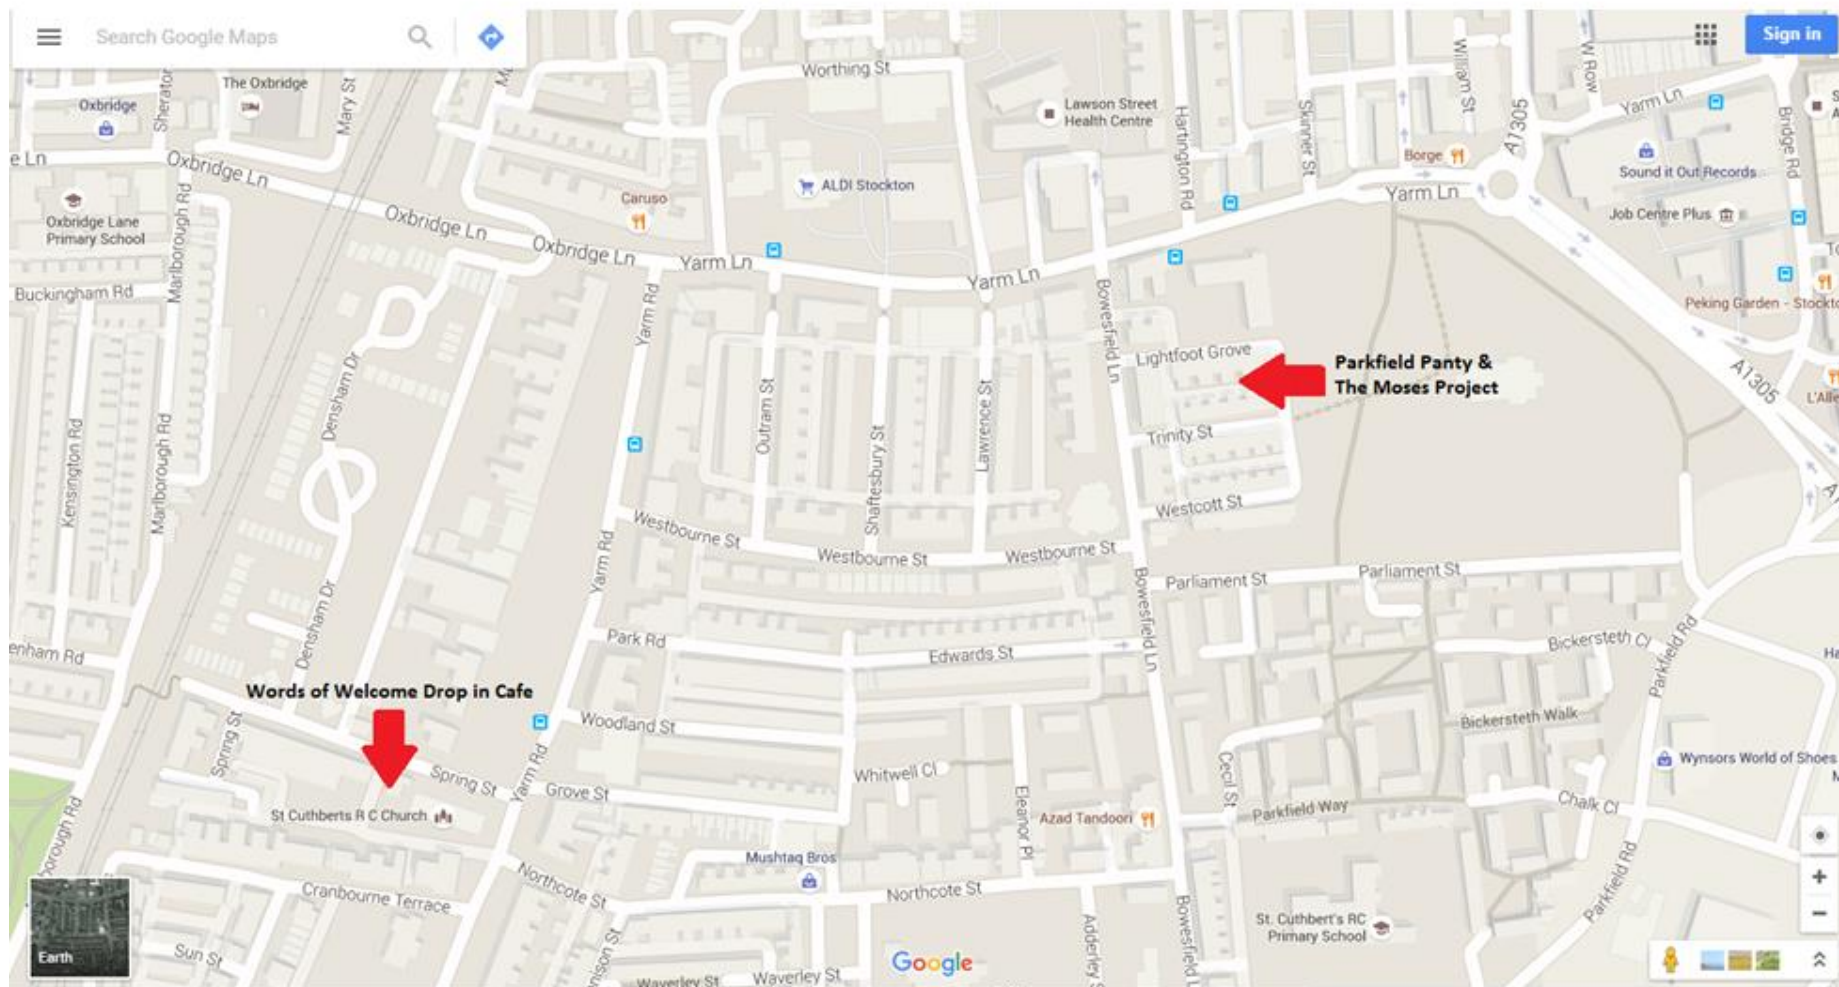 Search Google Maps
Sign in
Worthing St
William St
W Row
Yarm Ln
A1305
Bridge Rd
The Oxbridge
Oxbridge
Mary St
Lawson Street
Health Centre
Hartington Rd
Skinner St
Borge
Sound it Out Records
Oxbridge Ln
ALDI Stockton
Caruso
Yarm Ln
Job Centre Plus
Oxbridge Lane
Primary School
Marlborough Rd
Oxbridge Ln
Oxbridge Ln
Yarm Ln
Yarm Ln
Buckingham Rd
Yarm Rd
Bowesfield Ln
Peking Garden - Stockto
Densham Dr
Outram St
Shaftesbury St
Lawrence St
Lightfoot Grove
Parkfield Panty &
The Moses Project
A1305
Kensington Rd
Marlborough Rd
Trinity St
Westcott St
Westbourne St
Westbourne St
Westbourne St
Yarm Rd
Parliament St
Parliament St
Densham Dr
Bowesfield Ln
Park Rd
Edwards St
Bickersteth Cl
Parkfield Rd
enham Rd
Words of Welcome Drop in Cafe
Woodland St
Bickersteth Walk
Spring St
Spring St
Yarm Rd
Grove St
Whitwell Cl
Eleanor Pl
Cecil St
Wynsors World of Shoes
St Cuthberts R C Church
Azad Tandoori
Parkfield Way
Chalk Cl
orough Rd
Mushtaq Bros
Northcote St
Northcote St
Cranbourne Terrace
Parkfield Rd
Adderley S
Bowesfield L
St. Cuthbert's RC
Primary School
Sun St
Earth
nison St
Waverley St
Waverley St
Google